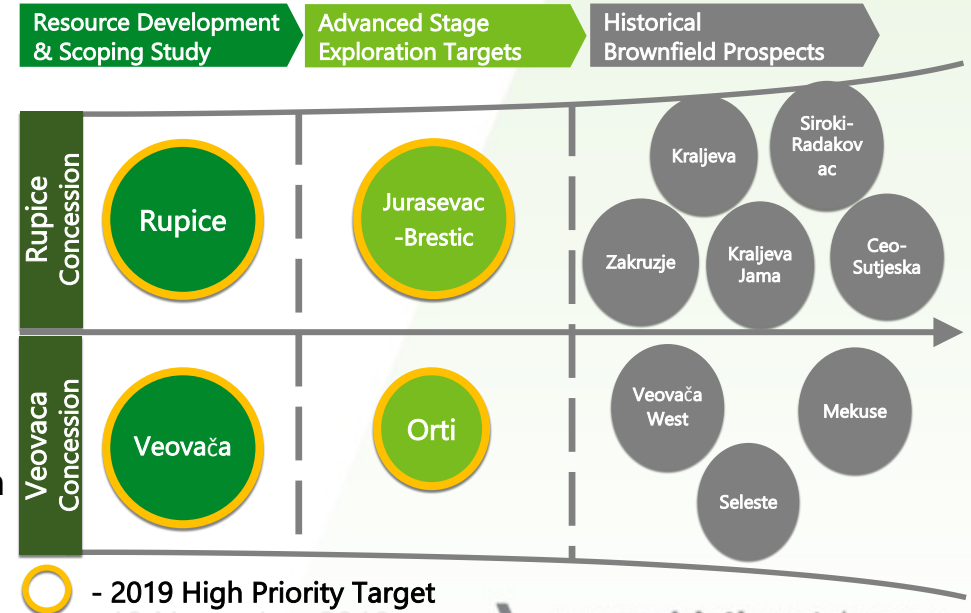 Resource Development
& Scoping Study
Advanced Stage
Exploration Targets
Historical
Brownfield Prospects
Rupice
Concession
Rupice
Jurasevac
-Brestic
Kraljeva
Siroki-
Radakov
ac
Zakruzje
Kraljeva
Jama
Ceo-
Sutjeska
Veovaca
Concession
Veovača
Orti
Veovača
West
Mekuse
Seleste
- 2019 High Priority Target